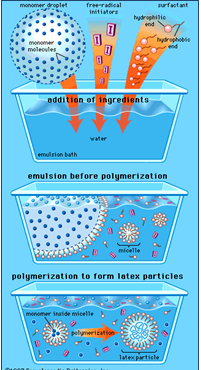 monomer droplet
free-radical
initiators
surfactant
hydrophilic
end
monomer
molecules
hydrophobic
end
addition of ingredients
water
emulsion bath
emulsion before polymerization
micelle
polymerization to form latex particles
monomer inside micelle
polymerization
latex particle